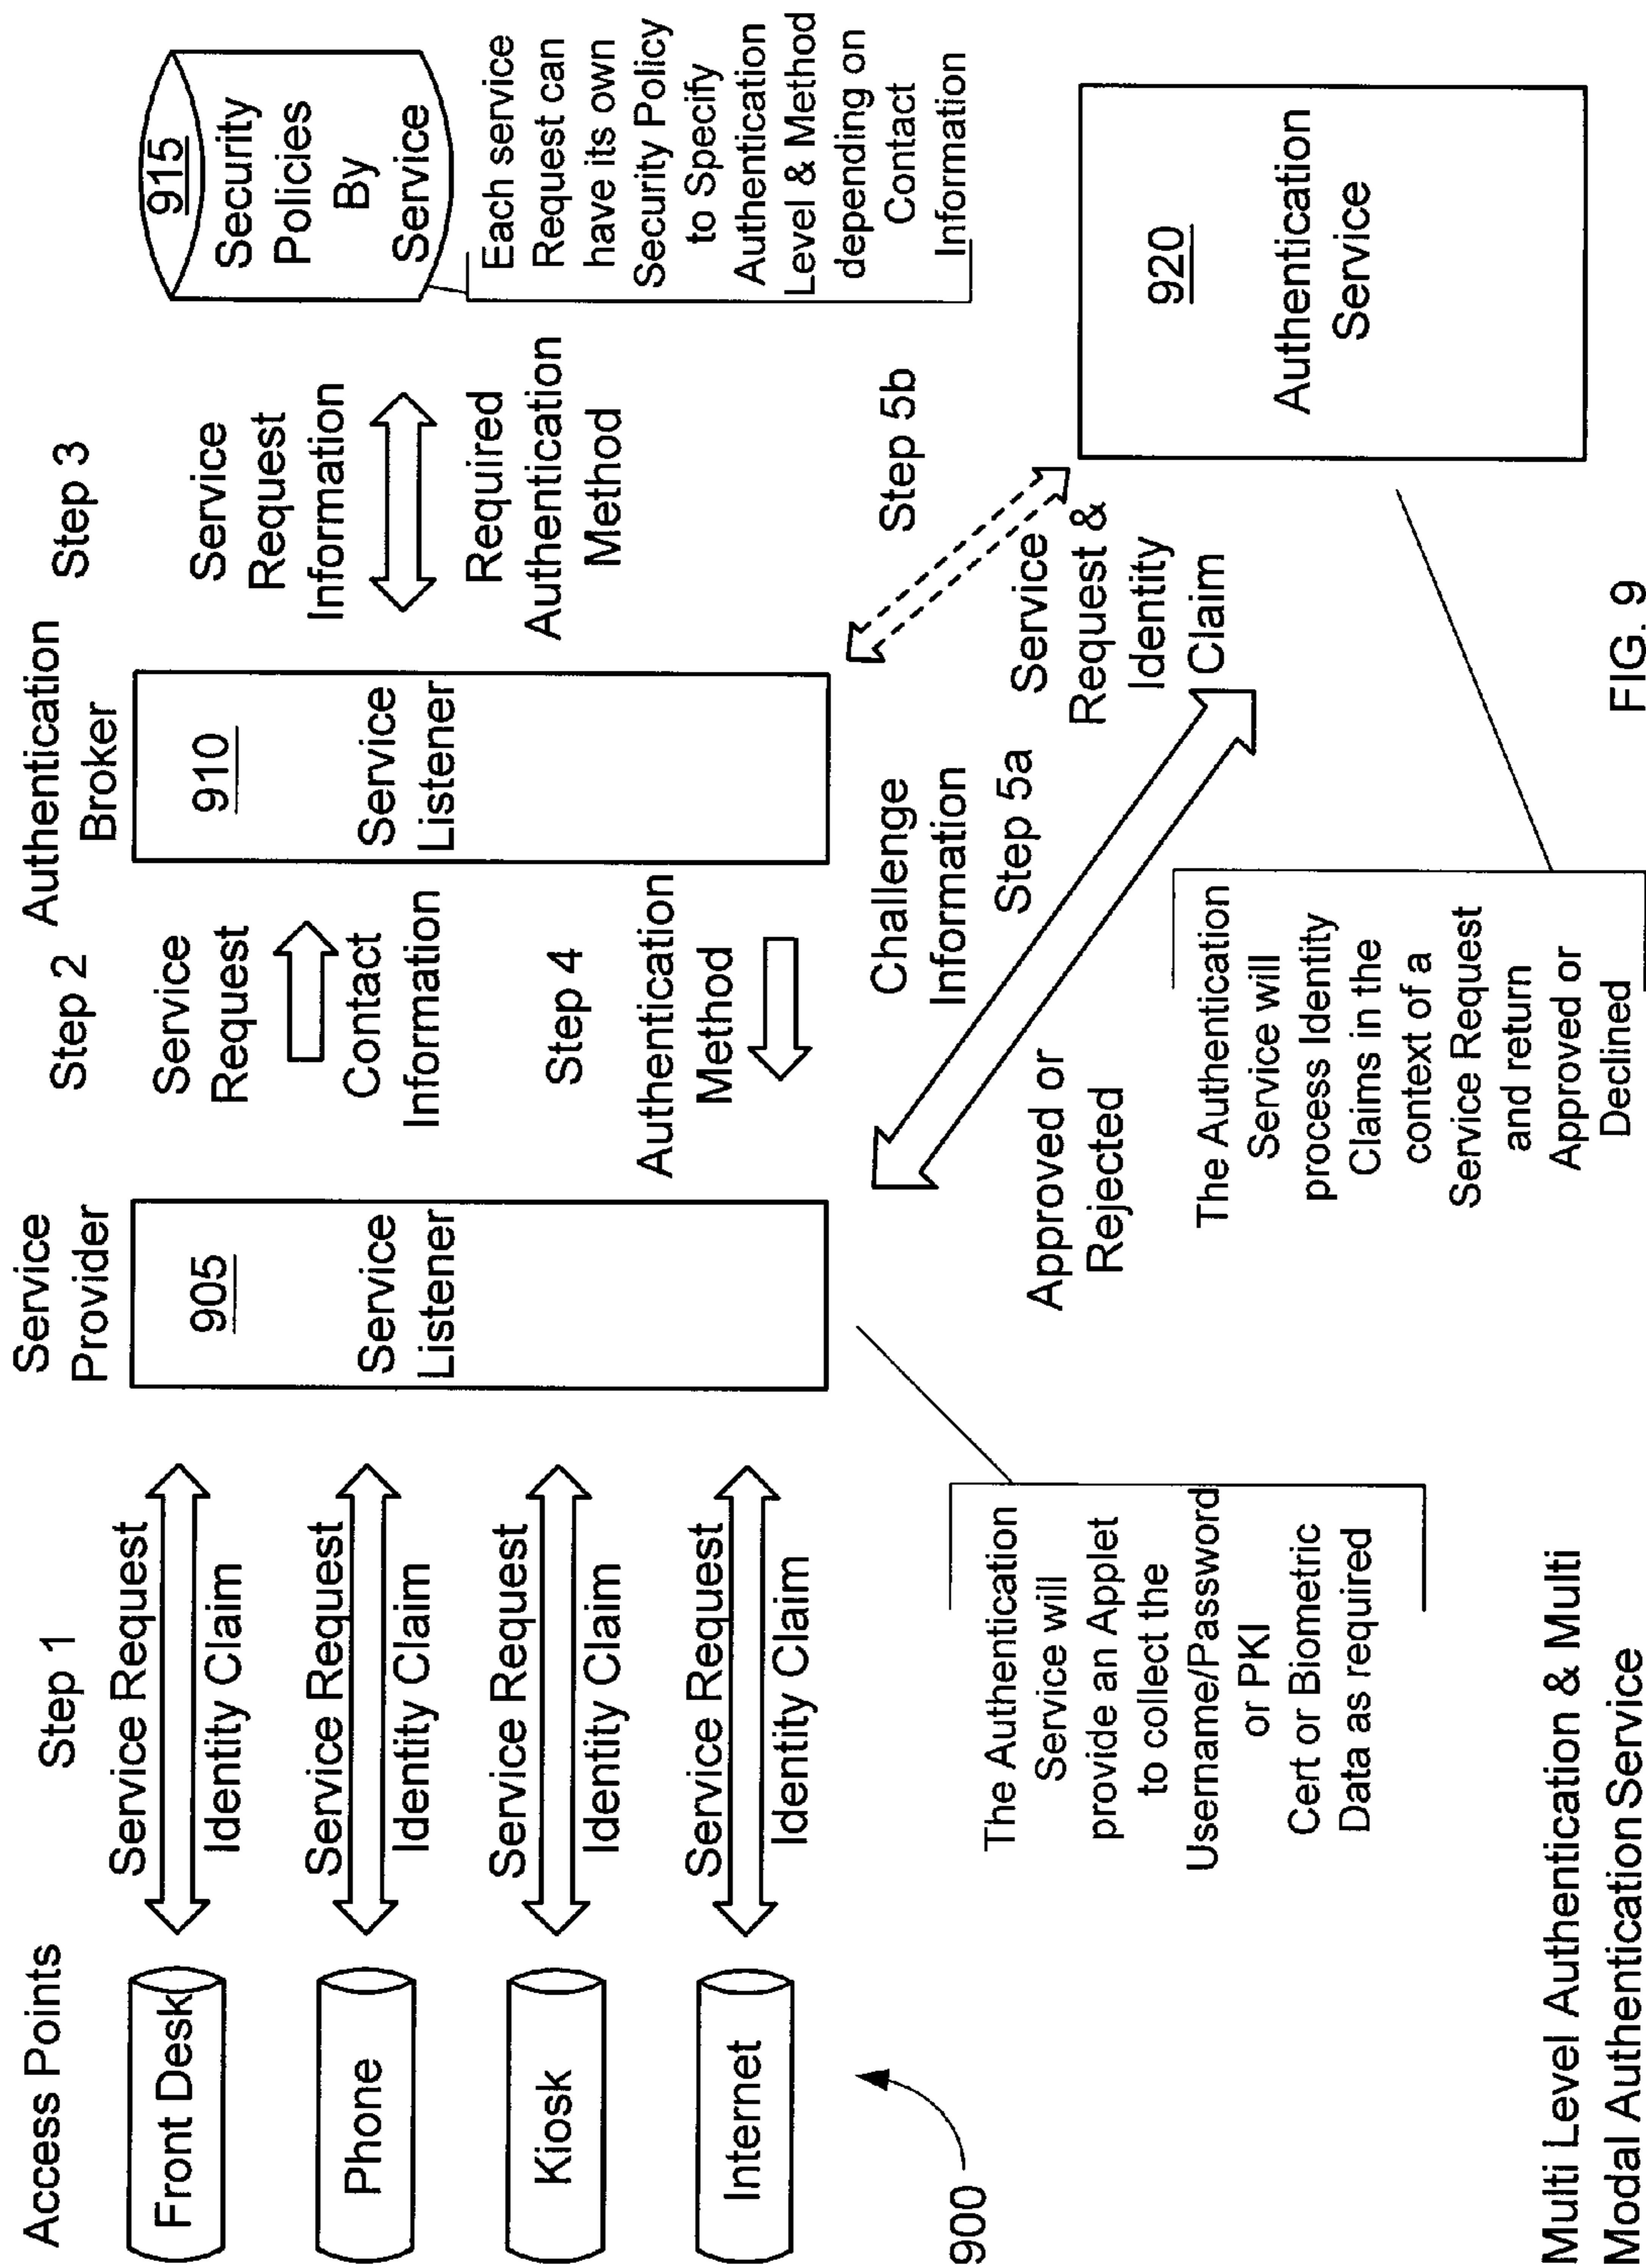 Access Points
Front Desk
Phone
Kiosk
Internet
900
Step 1
Service Request
Identity Claim
Service Request
Identity Claim
Service Request
Identity Claim
Service Request
Identity Claim
Service
Provider
905
Service
Listener
The Authentication
Service will
provide an Applet
to collect the
Username/Password
or PKI
Cert or Biometric
Data as required
Step 2
Service
Request
Contact
Information
Step 4
Authentication
Method
Authentication
Broker
910
Service
Listener
Step 3
Service
Request
Information
Required
Authentication
Method
915
Security
Policies
By
Service
Each service
Request can
have its own
Security Policy
to Specify
Authentication
Level & Method
depending on
Contact
Information
Challenge
Information
Step 5a
Approved or
Rejected
Step 5b
Service
Request &
Identity
Claim
920
Authentication
Service
The Authentication
Service will
process Identity
Claims in the
context of a
Service Request
and return
Approved or
Declined
Multi Level Authentication & Multi
Modal Authentication Service
FIG. 9